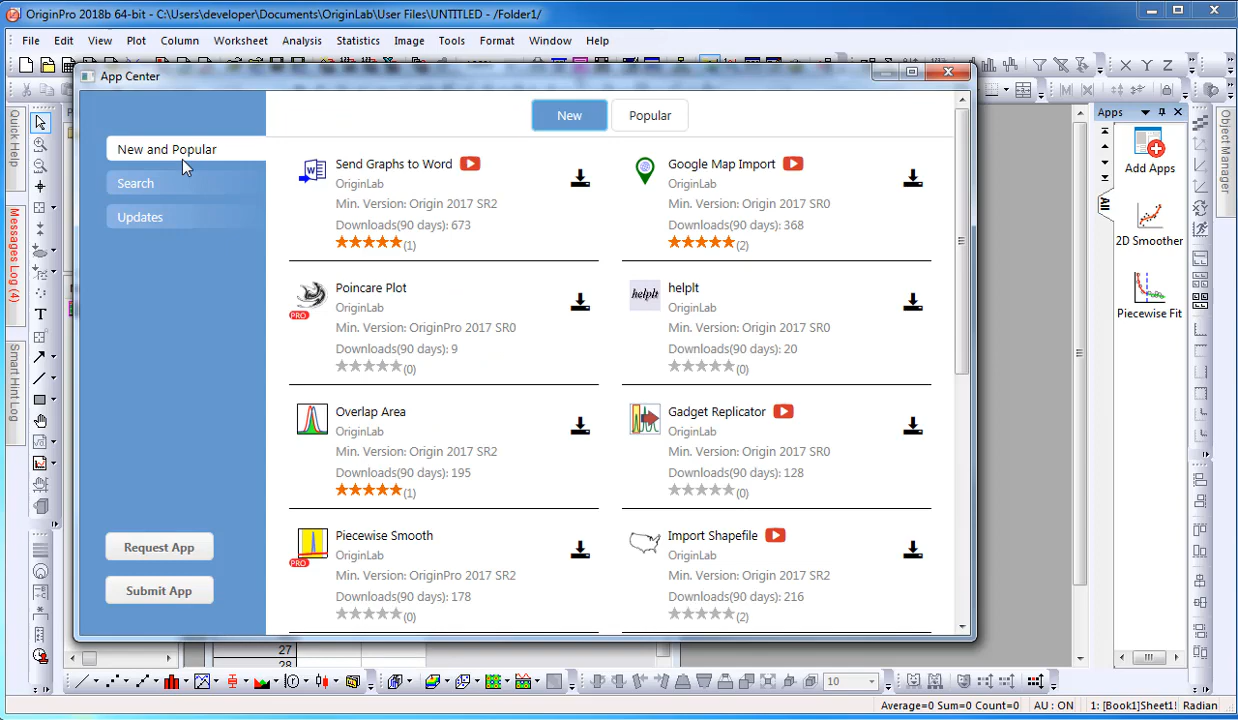 OriginPro 2018b 64-bit - C:\Users\developer\Documents\OriginLab\User Files\UNTITLED - /Folder1/
File Edit View Plot Column Worksheet Analysis Statistics Image Tools Format Window Help
App Center
X Y Z
Quick Help
Messages Log (4)
Smart Hint Log
New and Popular
Search
Updates
Request App
Submit App
New
Popular
Send Graphs to Word
OriginLab
Min. Version: Origin 2017 SR2
Downloads(90 days): 673
(1)
Google Map Import
OriginLab
Min. Version: Origin 2017 SR0
Downloads(90 days): 368
(2)
Poincare Plot
OriginLab
PRO
Min. Version: OriginPro 2017 SR0
Downloads(90 days): 9
(0)
helpIt
OriginLab
Min. Version: Origin 2017 SR0
Downloads(90 days): 20
(0)
Overlap Area
OriginLab
Min. Version: Origin 2017 SR2
Downloads(90 days): 195
(1)
Gadget Replicator
OriginLab
Min. Version: Origin 2017 SR0
Downloads(90 days): 128
(0)
Piecewise Smooth
OriginLab
PRO
Min. Version: OriginPro 2017 SR2
Downloads(90 days): 178
(0)
Import Shapefile
OriginLab
Min. Version: Origin 2017 SR2
Downloads(90 days): 216
(2)
Apps
All
Add Apps
2D Smoother
Piecewise Fit
Object Manager
27
28
10
Average=0 Sum=0 Count=0 AU : ON 1: [Book1]Sheet1! Radian